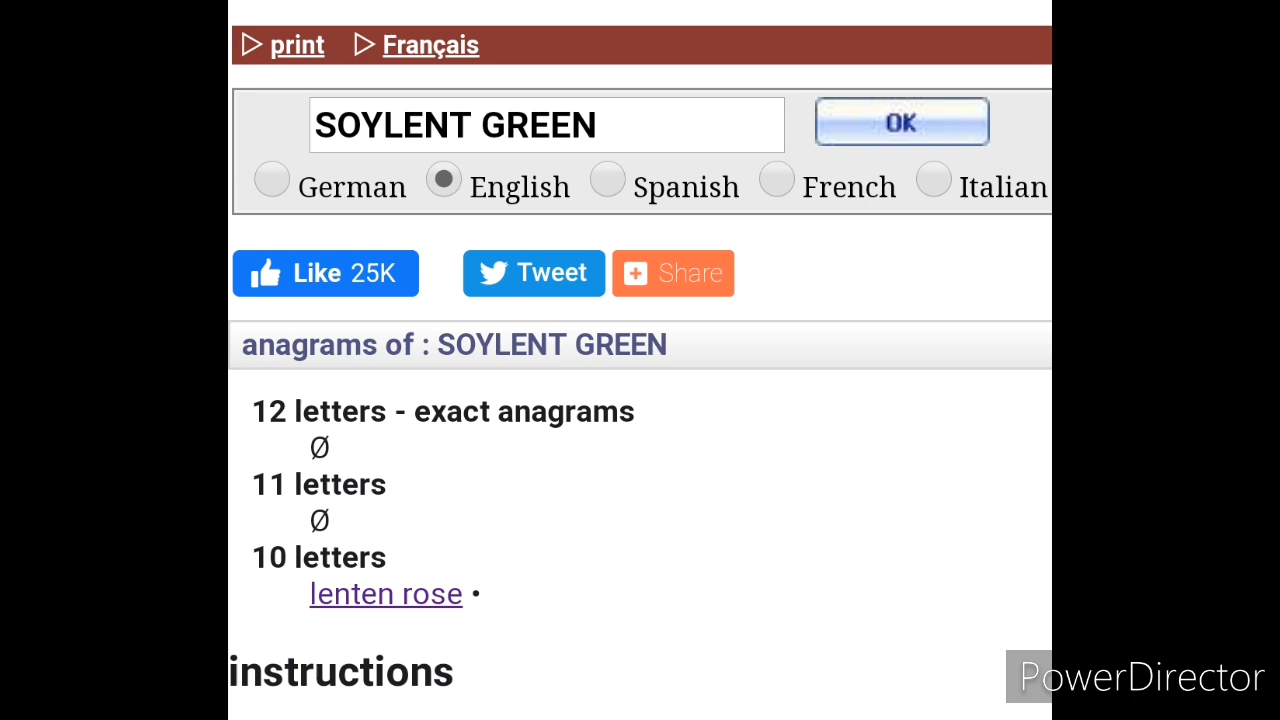 ▷ print ▷ Français
SOYLENT GREEN OK
German English Spanish French Italian
Like 25K Tweet Share
anagrams of : SOYLENT GREEN
12 letters - exact anagrams
Ø
11 letters
Ø
10 letters
lenten rose •
instructions
PowerDirector